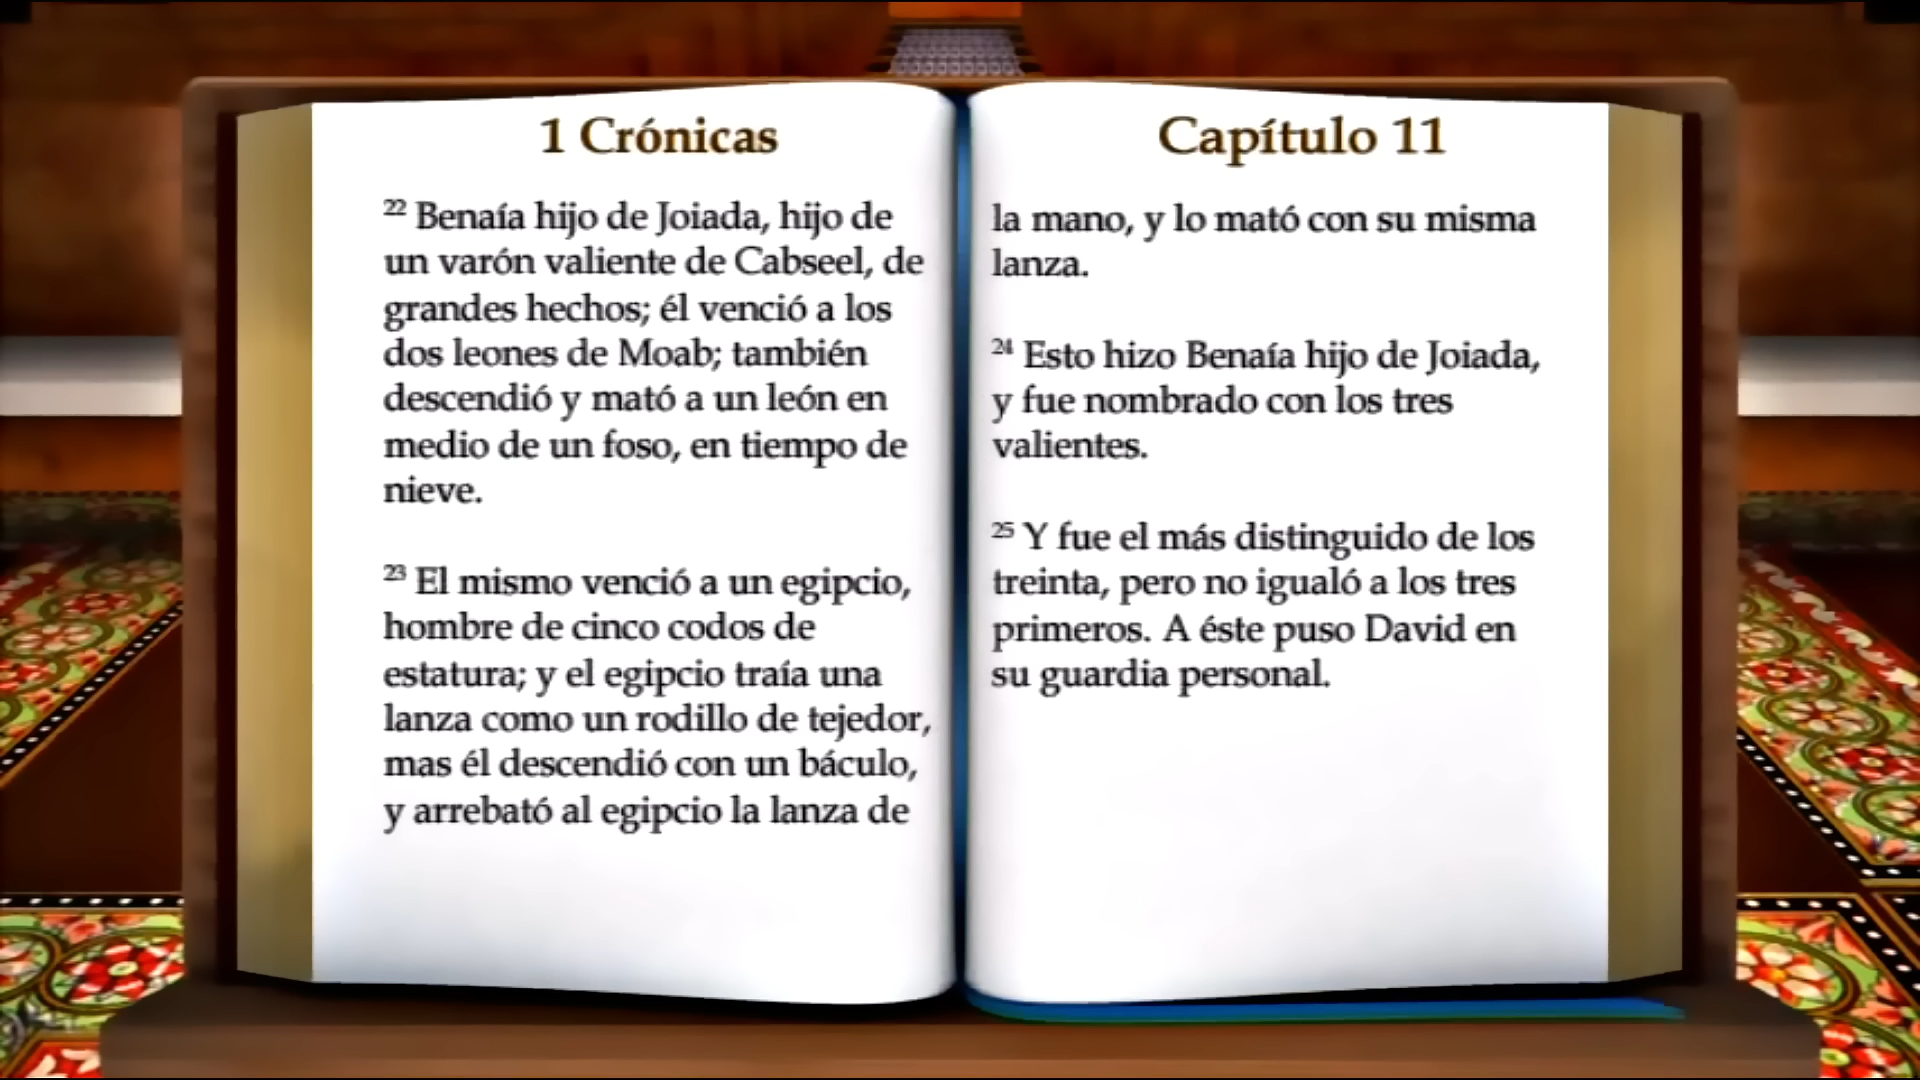 1 Crónicas
22 Benaía hijo de Joiada, hijo de
un varón valiente de Cabseel, de
grandes hechos; él venció a los
dos leones de Moab; también
descendió y mató a un león en
medio de un foso, en tiempo de
nieve.
23 El mismo venció a un egipcio,
hombre de cinco codos de
estatura; y el egipcio traía una
lanza como un rodillo de tejedor,
mas él descendió con un báculo,
y arrebató al egipcio la lanza de
Capítulo 11
la mano, y lo mató con su misma
lanza.
24 Esto hizo Benaía hijo de Joiada,
y fue nombrado con los tres
valientes.
25 Y fue el más distinguido de los
treinta, pero no igualó a los tres
primeros. A éste puso David en
su guardia personal.